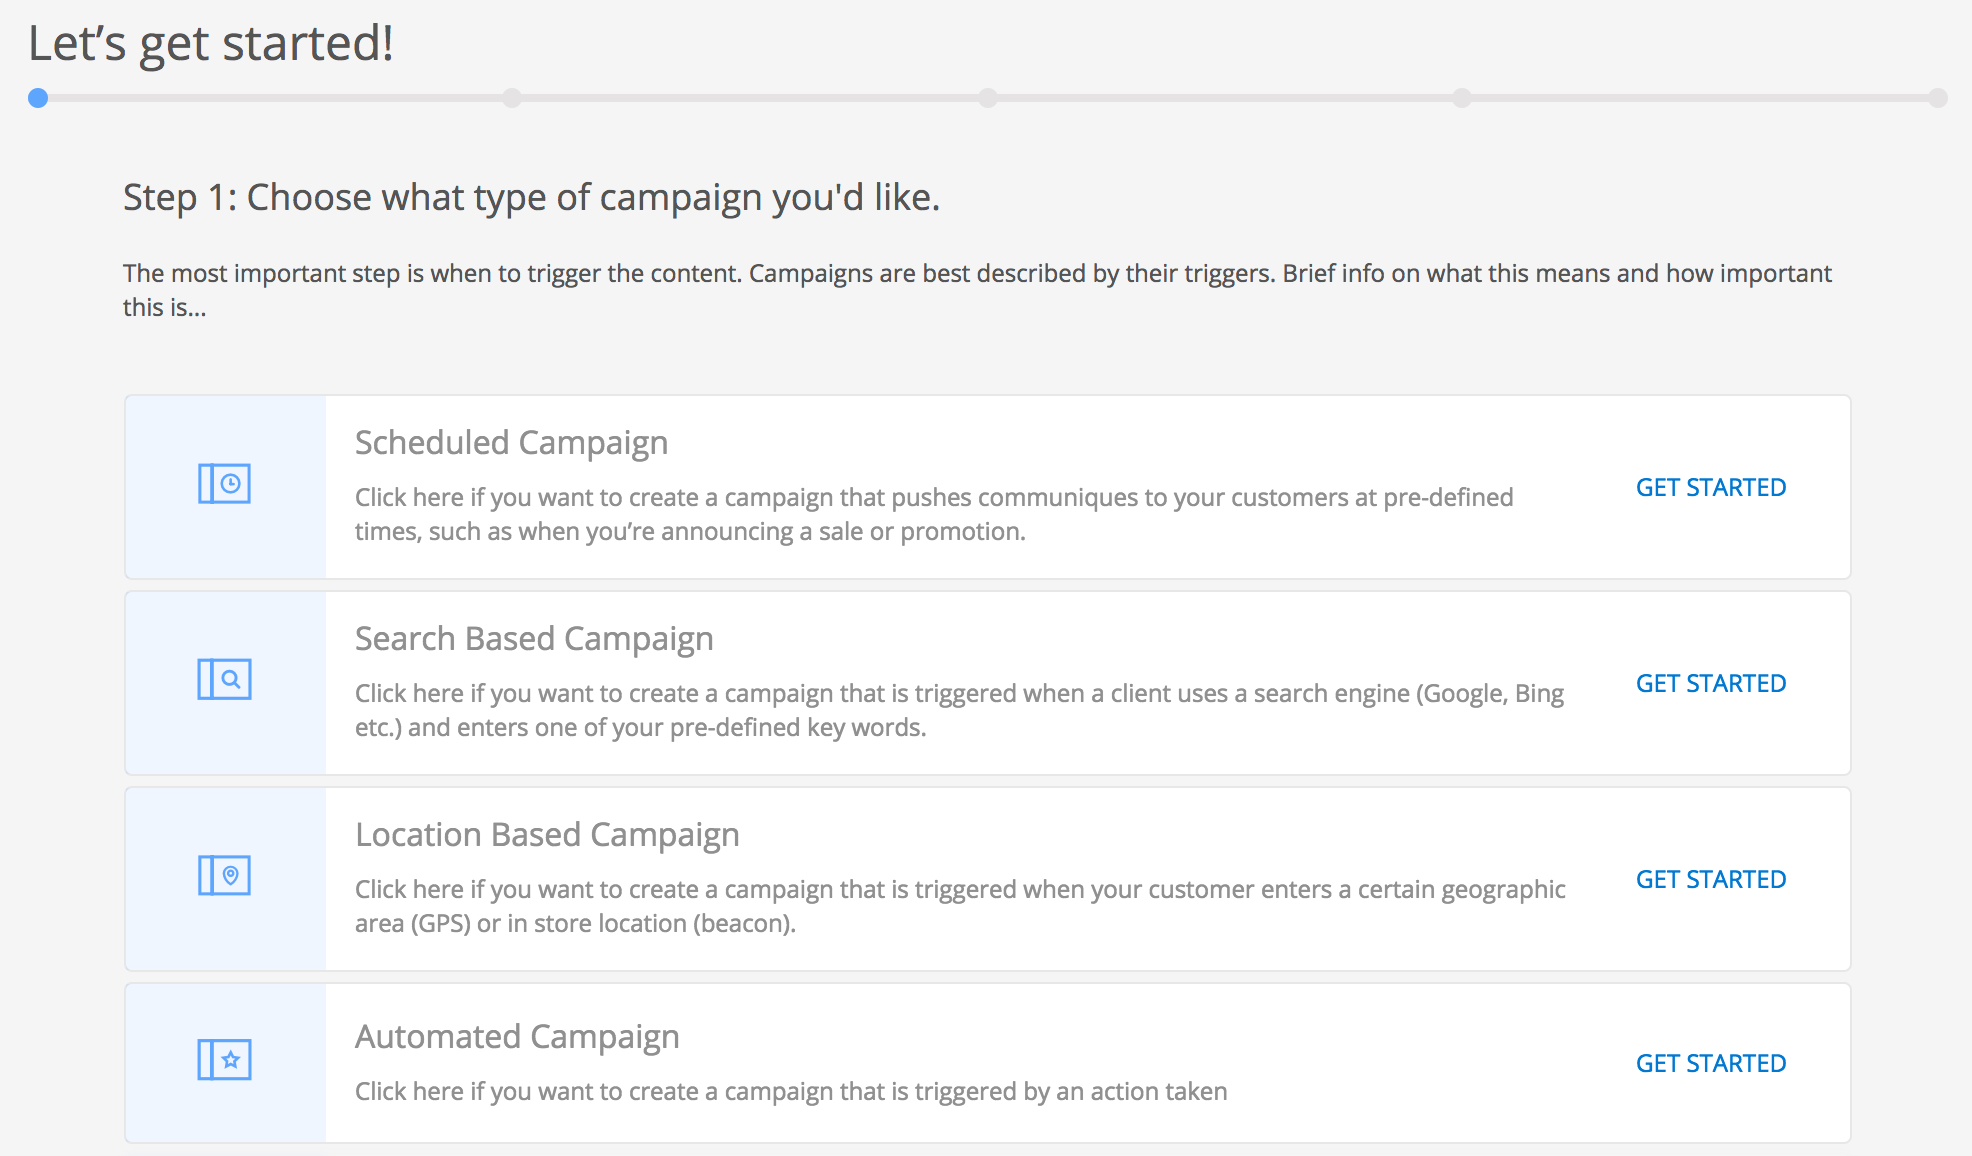 Let’s get started!
Step 1: Choose what type of campaign you'd like.
The most important step is when to trigger the content. Campaigns are best described by their triggers. Brief info on what this means and how important
this is...
Scheduled Campaign
Click here if you want to create a campaign that pushes communiques to your customers at pre-defined
times, such as when you’re announcing a sale or promotion.
GET STARTED
Search Based Campaign
Click here if you want to create a campaign that is triggered when a client uses a search engine (Google, Bing
etc.) and enters one of your pre-defined key words.
GET STARTED
Location Based Campaign
Click here if you want to create a campaign that is triggered when your customer enters a certain geographic
area (GPS) or in store location (beacon).
GET STARTED
Automated Campaign
Click here if you want to create a campaign that is triggered by an action taken
GET STARTED